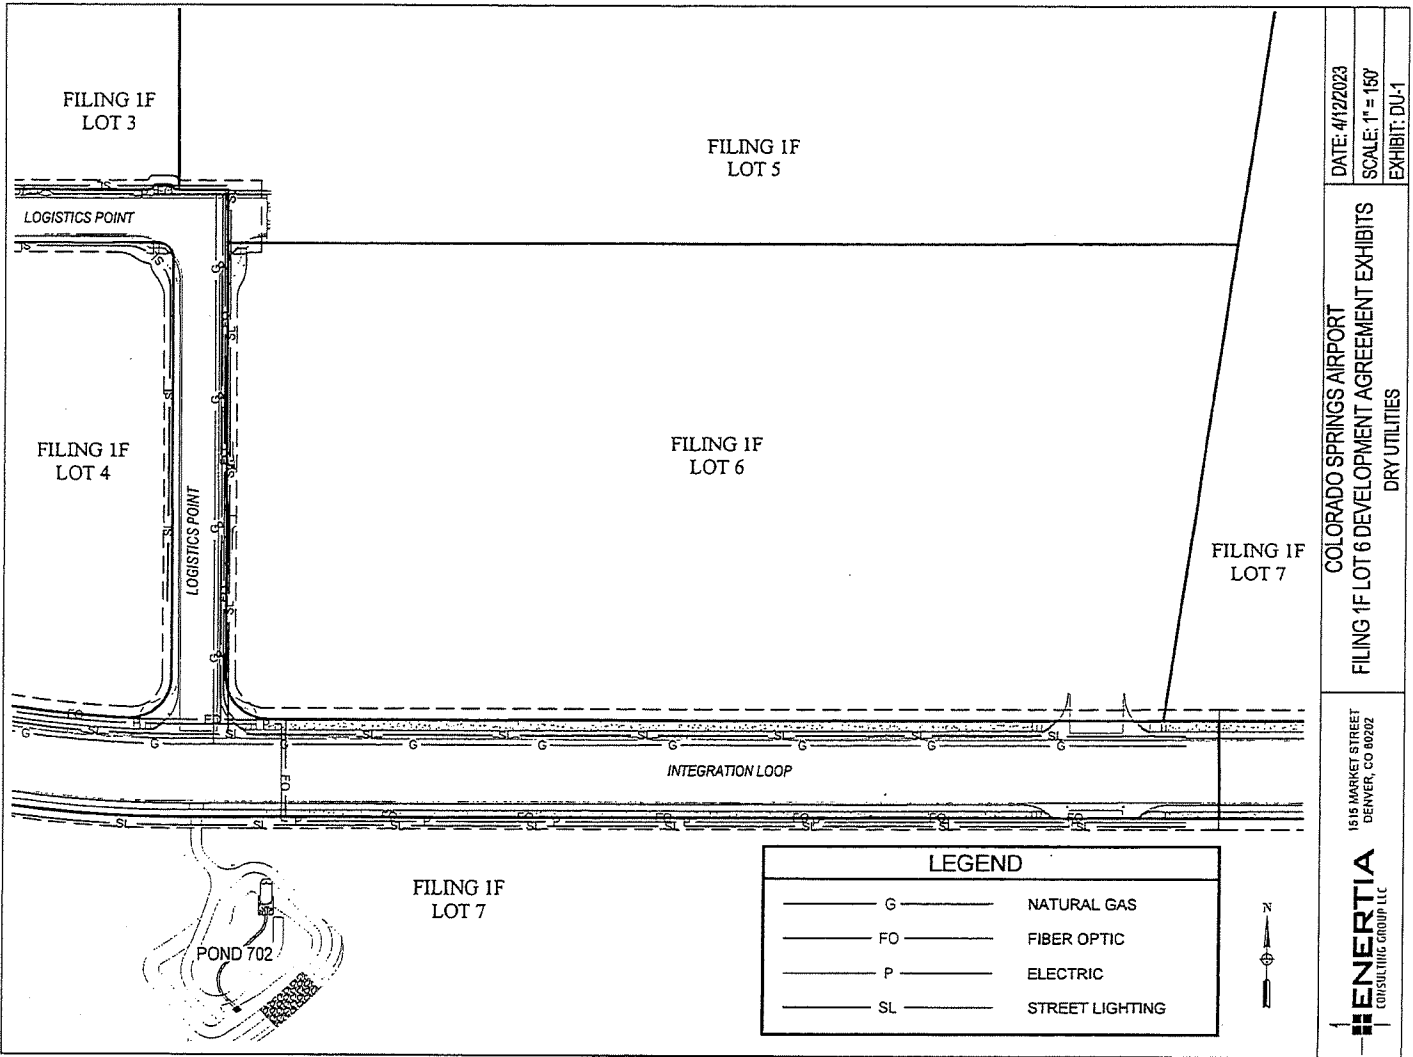 FILING 1F
LOT 3
FILING 1F
LOT 5
LOGISTICS POINT
FILING 1F
LOT 4
FILING 1F
LOT 6
LOGISTICS POINT
FILING 1F
LOT 7
INTEGRATION LOOP
FILING 1F
LOT 7
POND 702
LEGEND
G NATURAL GAS
FO FIBER OPTIC
P ELECTRIC
SL STREET LIGHTING
N
DATE: 4/12/2023
SCALE: 1" = 150'
EXHIBIT: DU-1
COLORADO SPRINGS AIRPORT
FILING 1F LOT 6 DEVELOPMENT AGREEMENT EXHIBITS
DRY UTILITIES
1515 MARKET STREET
DENVER, CO 80202
ENERTIA
CONSULTING GROUP LLC